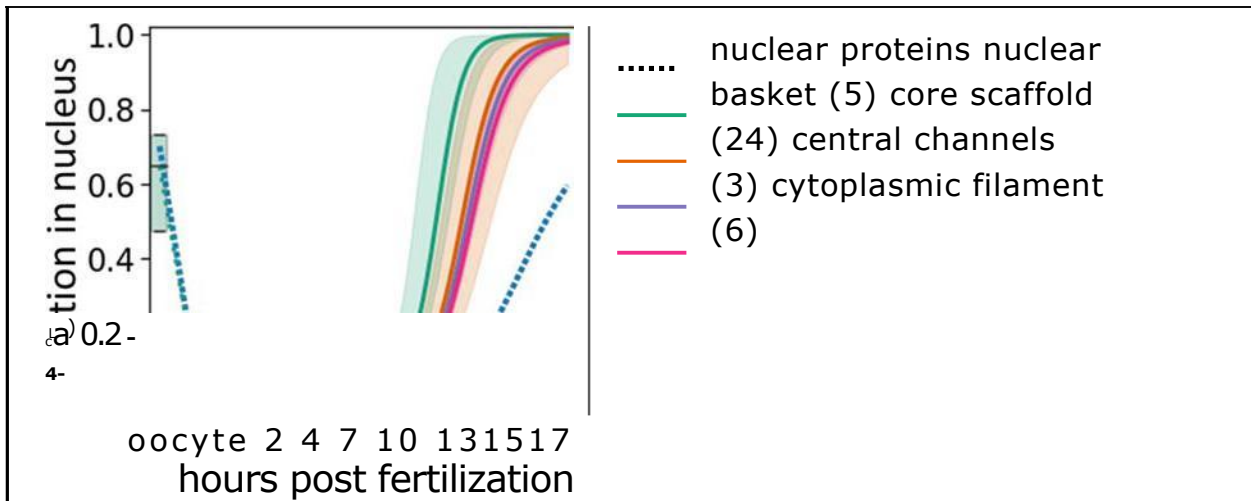 1.0
0.8
0.6
0.4
tion in nucleus
a 0.2-
4-
oocyte 2 4 7 10 131517
hours post fertilization
nuclear proteins nuclear
basket (5) core scaffold
(24) central channels
(3) cytoplasmic filament
(6)